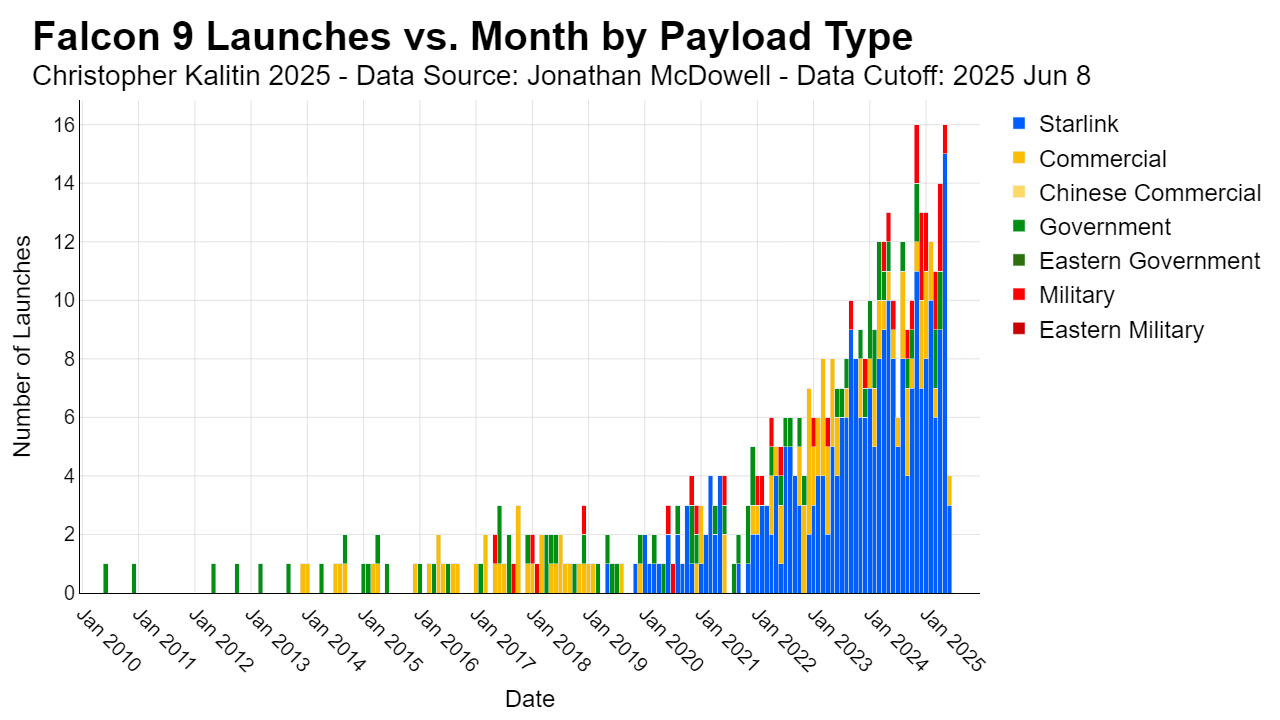 Falcon 9 Launches vs. Month by Payload Type
Christopher Kalitin 2025 - Data Source: Jonathan McDowell - Data Cutoff: 2025 Jun 8
Number of Launches
16
14
12
10
8
6
4
2
0
Jan 2010
Jan 2011
Jan 2012
Jan 2013
Jan 2014
Jan 2015
Jan 2016
Jan 2017
Jan 2018
Jan 2019
Jan 2020
Jan 2021
Jan 2022
Jan 2023
Jan 2024
Jan 2025
Date
Starlink
Commercial
Chinese Commercial
Government
Eastern Government
Military
Eastern Military